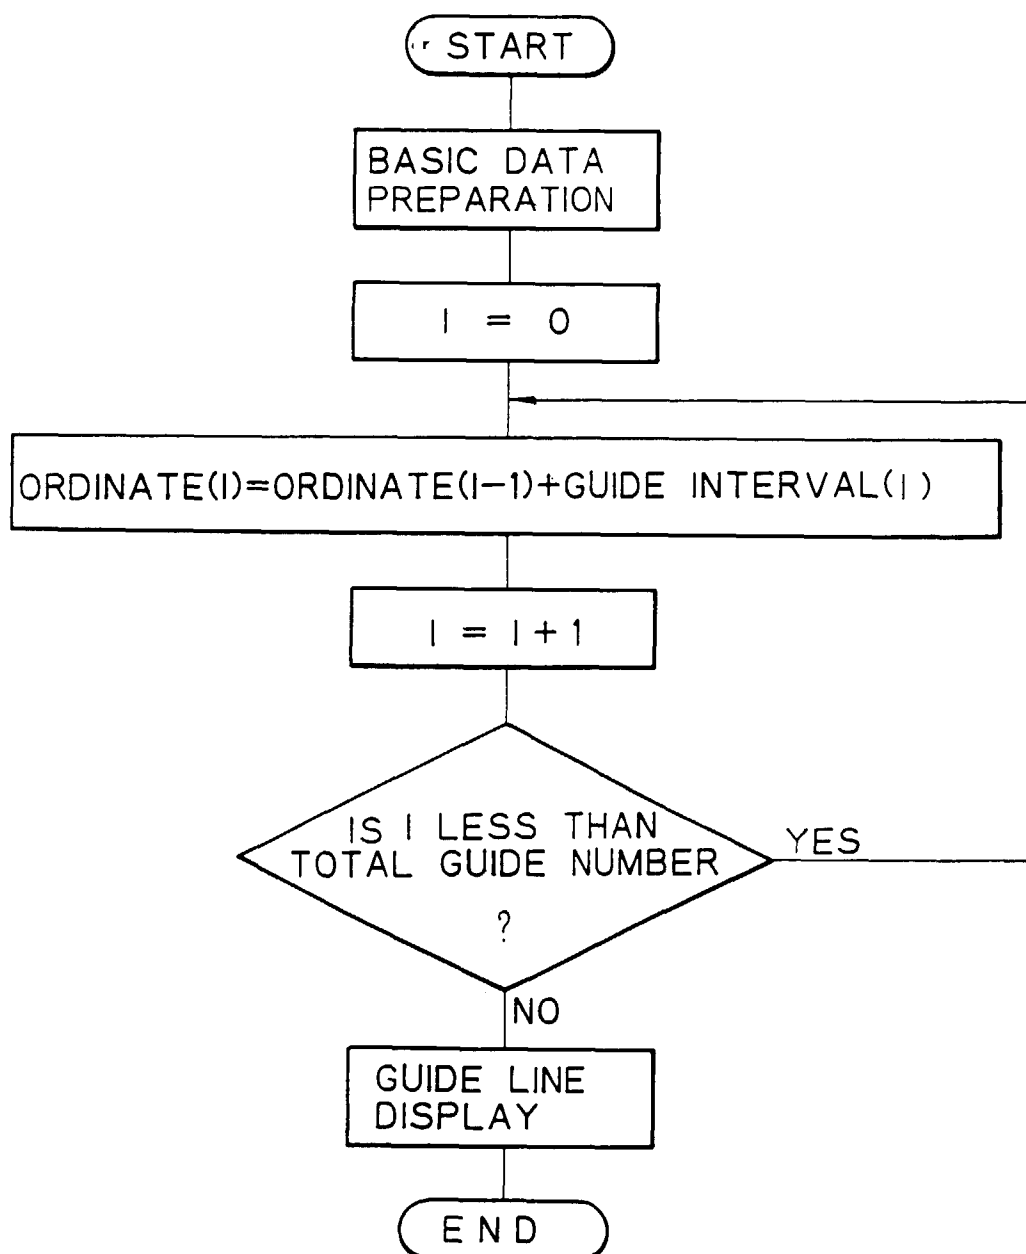 START
BASIC DATA
PREPARATION
I = 0
ORDINATE(I)=ORDINATE(I-1)+GUIDE INTERVAL(I)
I = I + 1
IS I LESS THAN
TOTAL GUIDE NUMBER
?
YES
NO
GUIDE LINE
DISPLAY
END